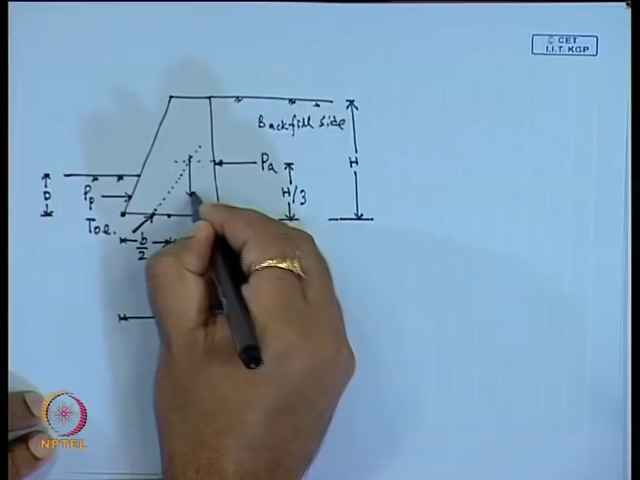 © CET
I.I.T. KGP
Backfill side
Pa
H
H/3
D
Pp
Toe.
b/2
NPTEL